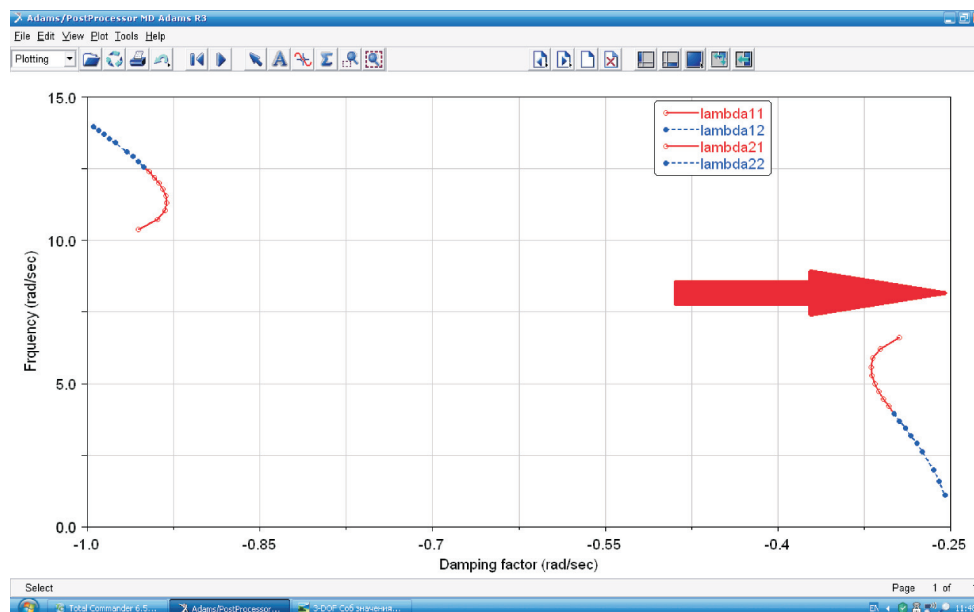 Adams/PostProcessor MD Adams R3
File Edit View Plot Tools Help
Plotting
15.0
10.0
5.0
0.0
Frquency (rad/sec)
lambda11
lambda12
lambda21
lambda22
-1.0 -0.85 -0.7 -0.55 -0.4 -0.25
Damping factor (rad/sec)
Select Page 1 of
Total Commander 6.5... Adams/PostProcessor... 3-DOF Соб значения...
EN